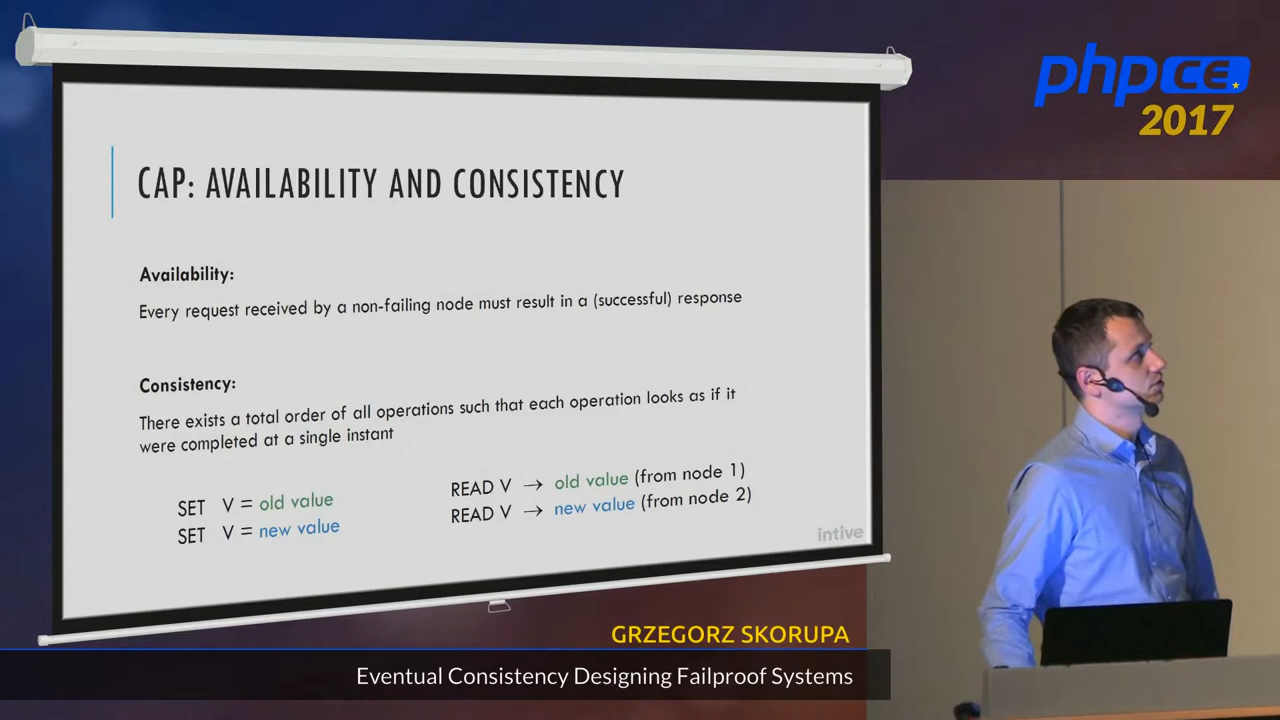 CAP: AVAILABILITY AND CONSISTENCY
Availability:
Every request received by a non-failing node must result in a (successful) response
Consistency:
There exists a total order of all operations such that each operation looks as if it
were completed at a single instant
SET V = old value
SET V = new value
READ V → old value (from node 1)
READ V → new value (from node 2)
intive
phpCE
2017
GRZEGORZ SKORUPA
Eventual Consistency Designing Failproof Systems